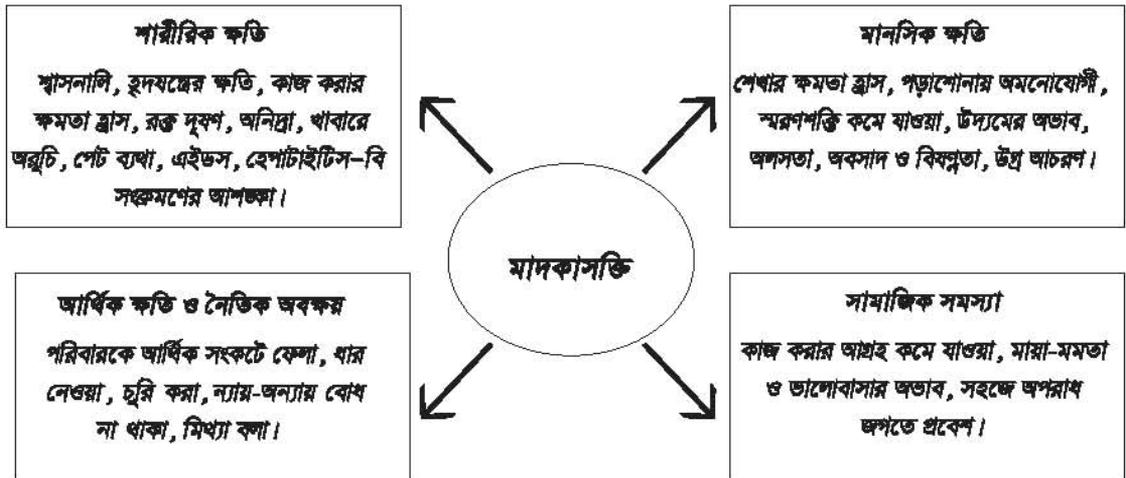 শারীরিক ক্ষতি
শ্বাসনালি, হৃদযন্ত্রের ক্ষতি, কাজ করার
ক্ষমতা হ্রাস, রক্ত দূষণ, অনিদ্রা, খাবারে
অরুচি, পেট ব্যথা, এইডস, হেপাটাইটিস–বি
সংক্রমণের আশঙ্কা।
মানসিক ক্ষতি
শেখার ক্ষমতা হ্রাস, পড়াশোনায় অমনোযোগী,
স্মরণশক্তি কমে যাওয়া, উদ্যমের অভাব,
অলসতা, অবসাদ ও বিষণ্নতা, উগ্র আচরণ।
মাদকাসক্তি
আর্থিক ক্ষতি ও নৈতিক অবক্ষয়
পরিবারকে আর্থিক সংকটে ফেলা, ধার
নেওয়া, চুরি করা, ন্যায়-অন্যায় বোধ
না থাকা, মিথ্যা বলা।
সামাজিক সমস্যা
কাজ করার আগ্রহ কমে যাওয়া, মায়া-মমতা
ও ভালোবাসার অভাব, সহজে অপরাধ
জগতে প্রবেশ।